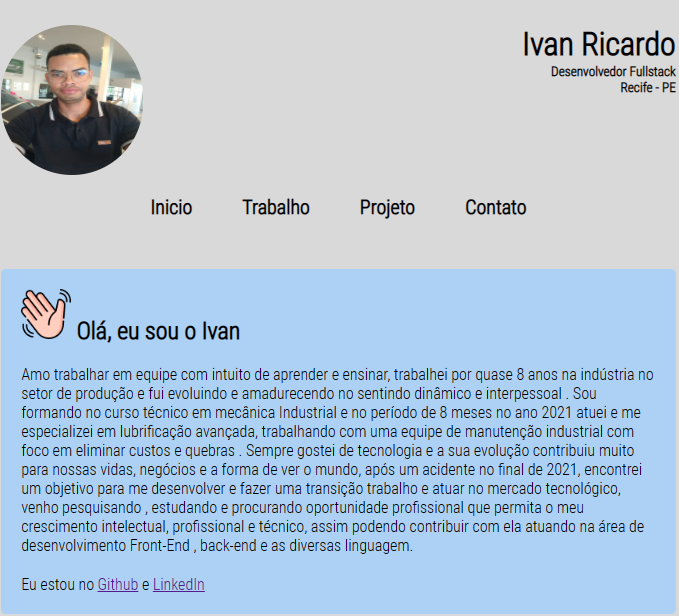 Ivan Ricardo
Desenvolvedor Fullstack
Recife - PE
Inicio Trabalho Projeto Contato
Olá, eu sou o Ivan
Amo trabalhar em equipe com intuito de aprender e ensinar, trabalhei por quase 8 anos na indústria no
setor de produção e fui evoluindo e amadurecendo no sentindo dinâmico e interpessoal . Sou
formando no curso técnico em mecânica Industrial e no período de 8 meses no ano 2021 atuei e me
especializei em lubrificação avançada, trabalhando com uma equipe de manutenção industrial com
foco em eliminar custos e quebras . Sempre gostei de tecnologia e a sua evolução contribuiu muito
para nossas vidas, negócios e a forma de ver o mundo, após um acidente no final de 2021, encontrei
um objetivo para me desenvolver e fazer uma transição trabalho e atuar no mercado tecnológico,
venho pesquisando , estudando e procurando oportunidade profissional que permita o meu
crescimento intelectual, profissional e técnico, assim podendo contribuir com ela atuando na área de
desenvolvimento Front-End , back-end e as diversas linguagem.
Eu estou no Github e LinkedIn